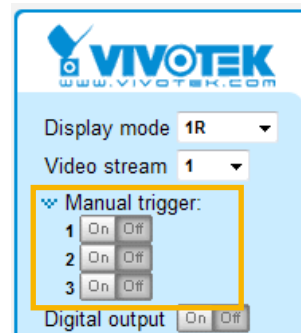 VIVOTEK
www.vivotek.com
Display mode 1R
Video stream 1
Manual trigger:
1 On Off
2 On Off
3 On Off
Digital output On Off